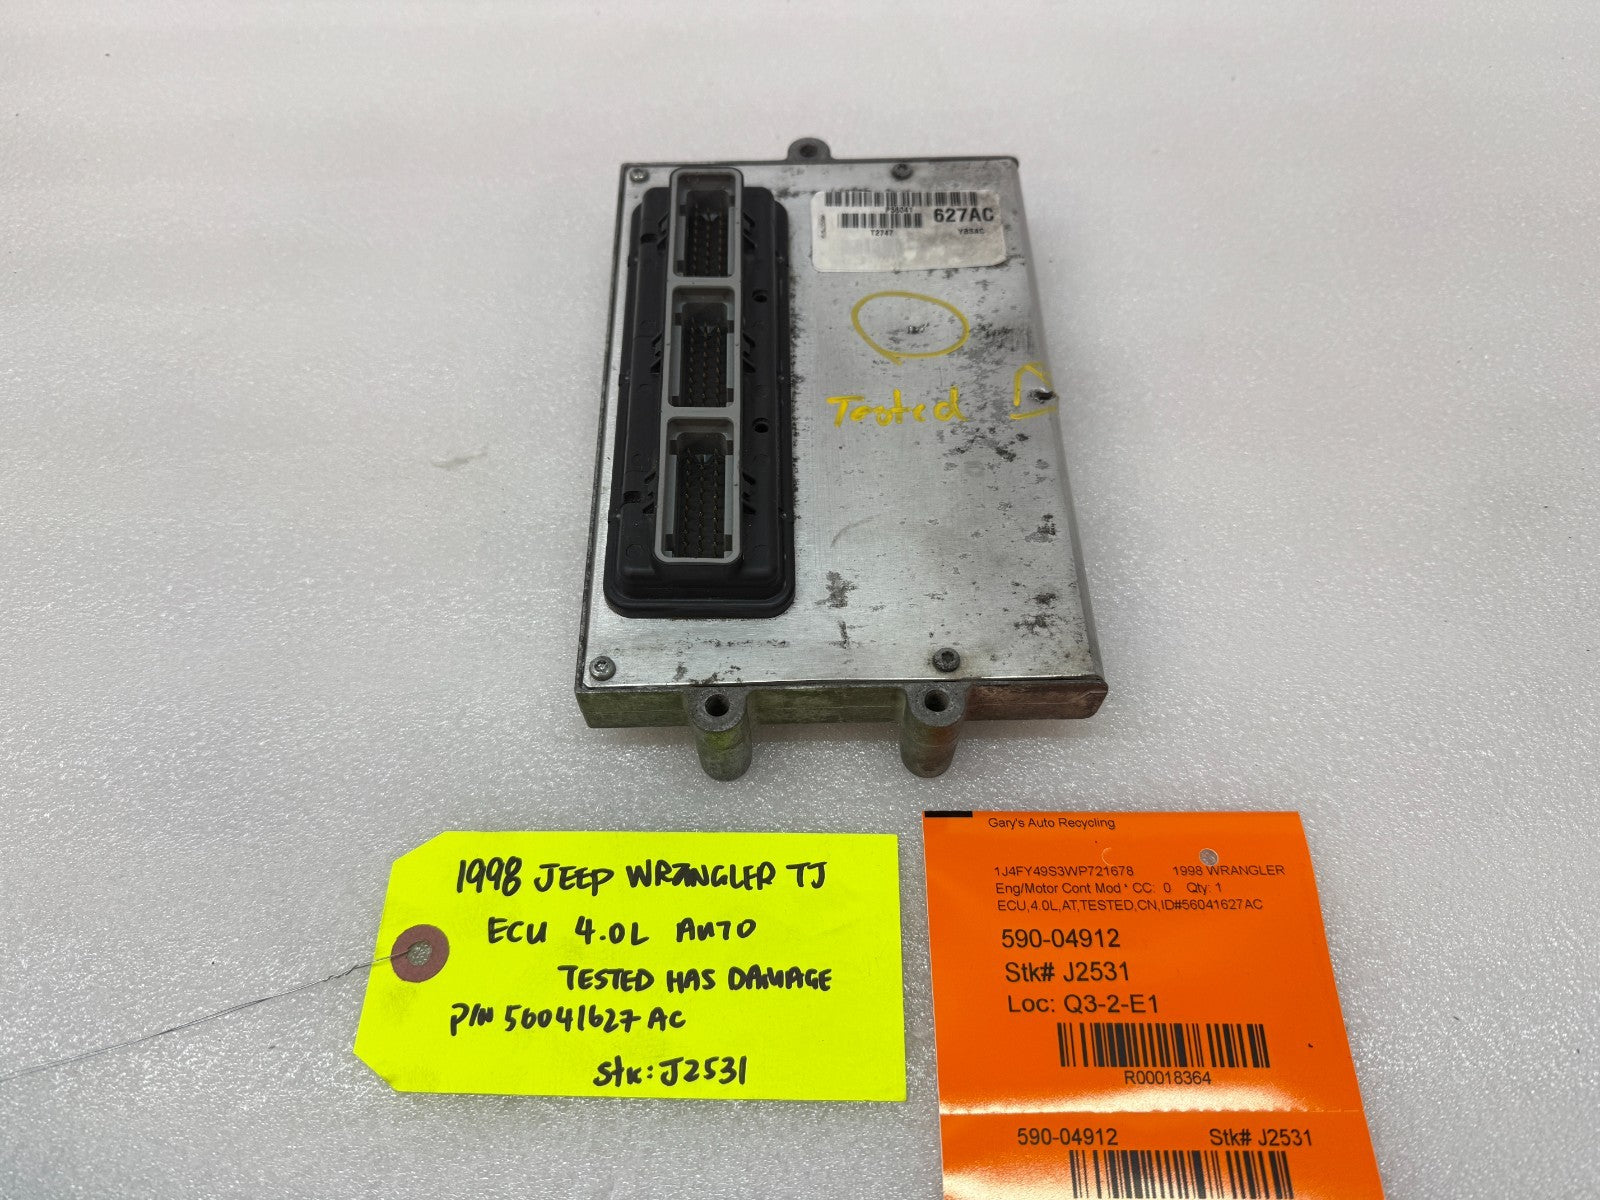 P56041
627AC
T2747
Tested
1998 JEEP WRANGLER TJ
ECU 4.0L AUTO
TESTED HAS DAMAGE
P/N 56041627AC
Stk: J2531
Gary's Auto Recycling
1J4FY49S3WP721678 1998 WRANGLER
Eng/Motor Cont Mod * CC: 0 Qty: 1
ECU,4.0L,AT,TESTED,CN,ID#56041627AC
590-04912
Stk# J2531
Loc: Q3-2-E1
R00018364
590-04912 Stk# J2531